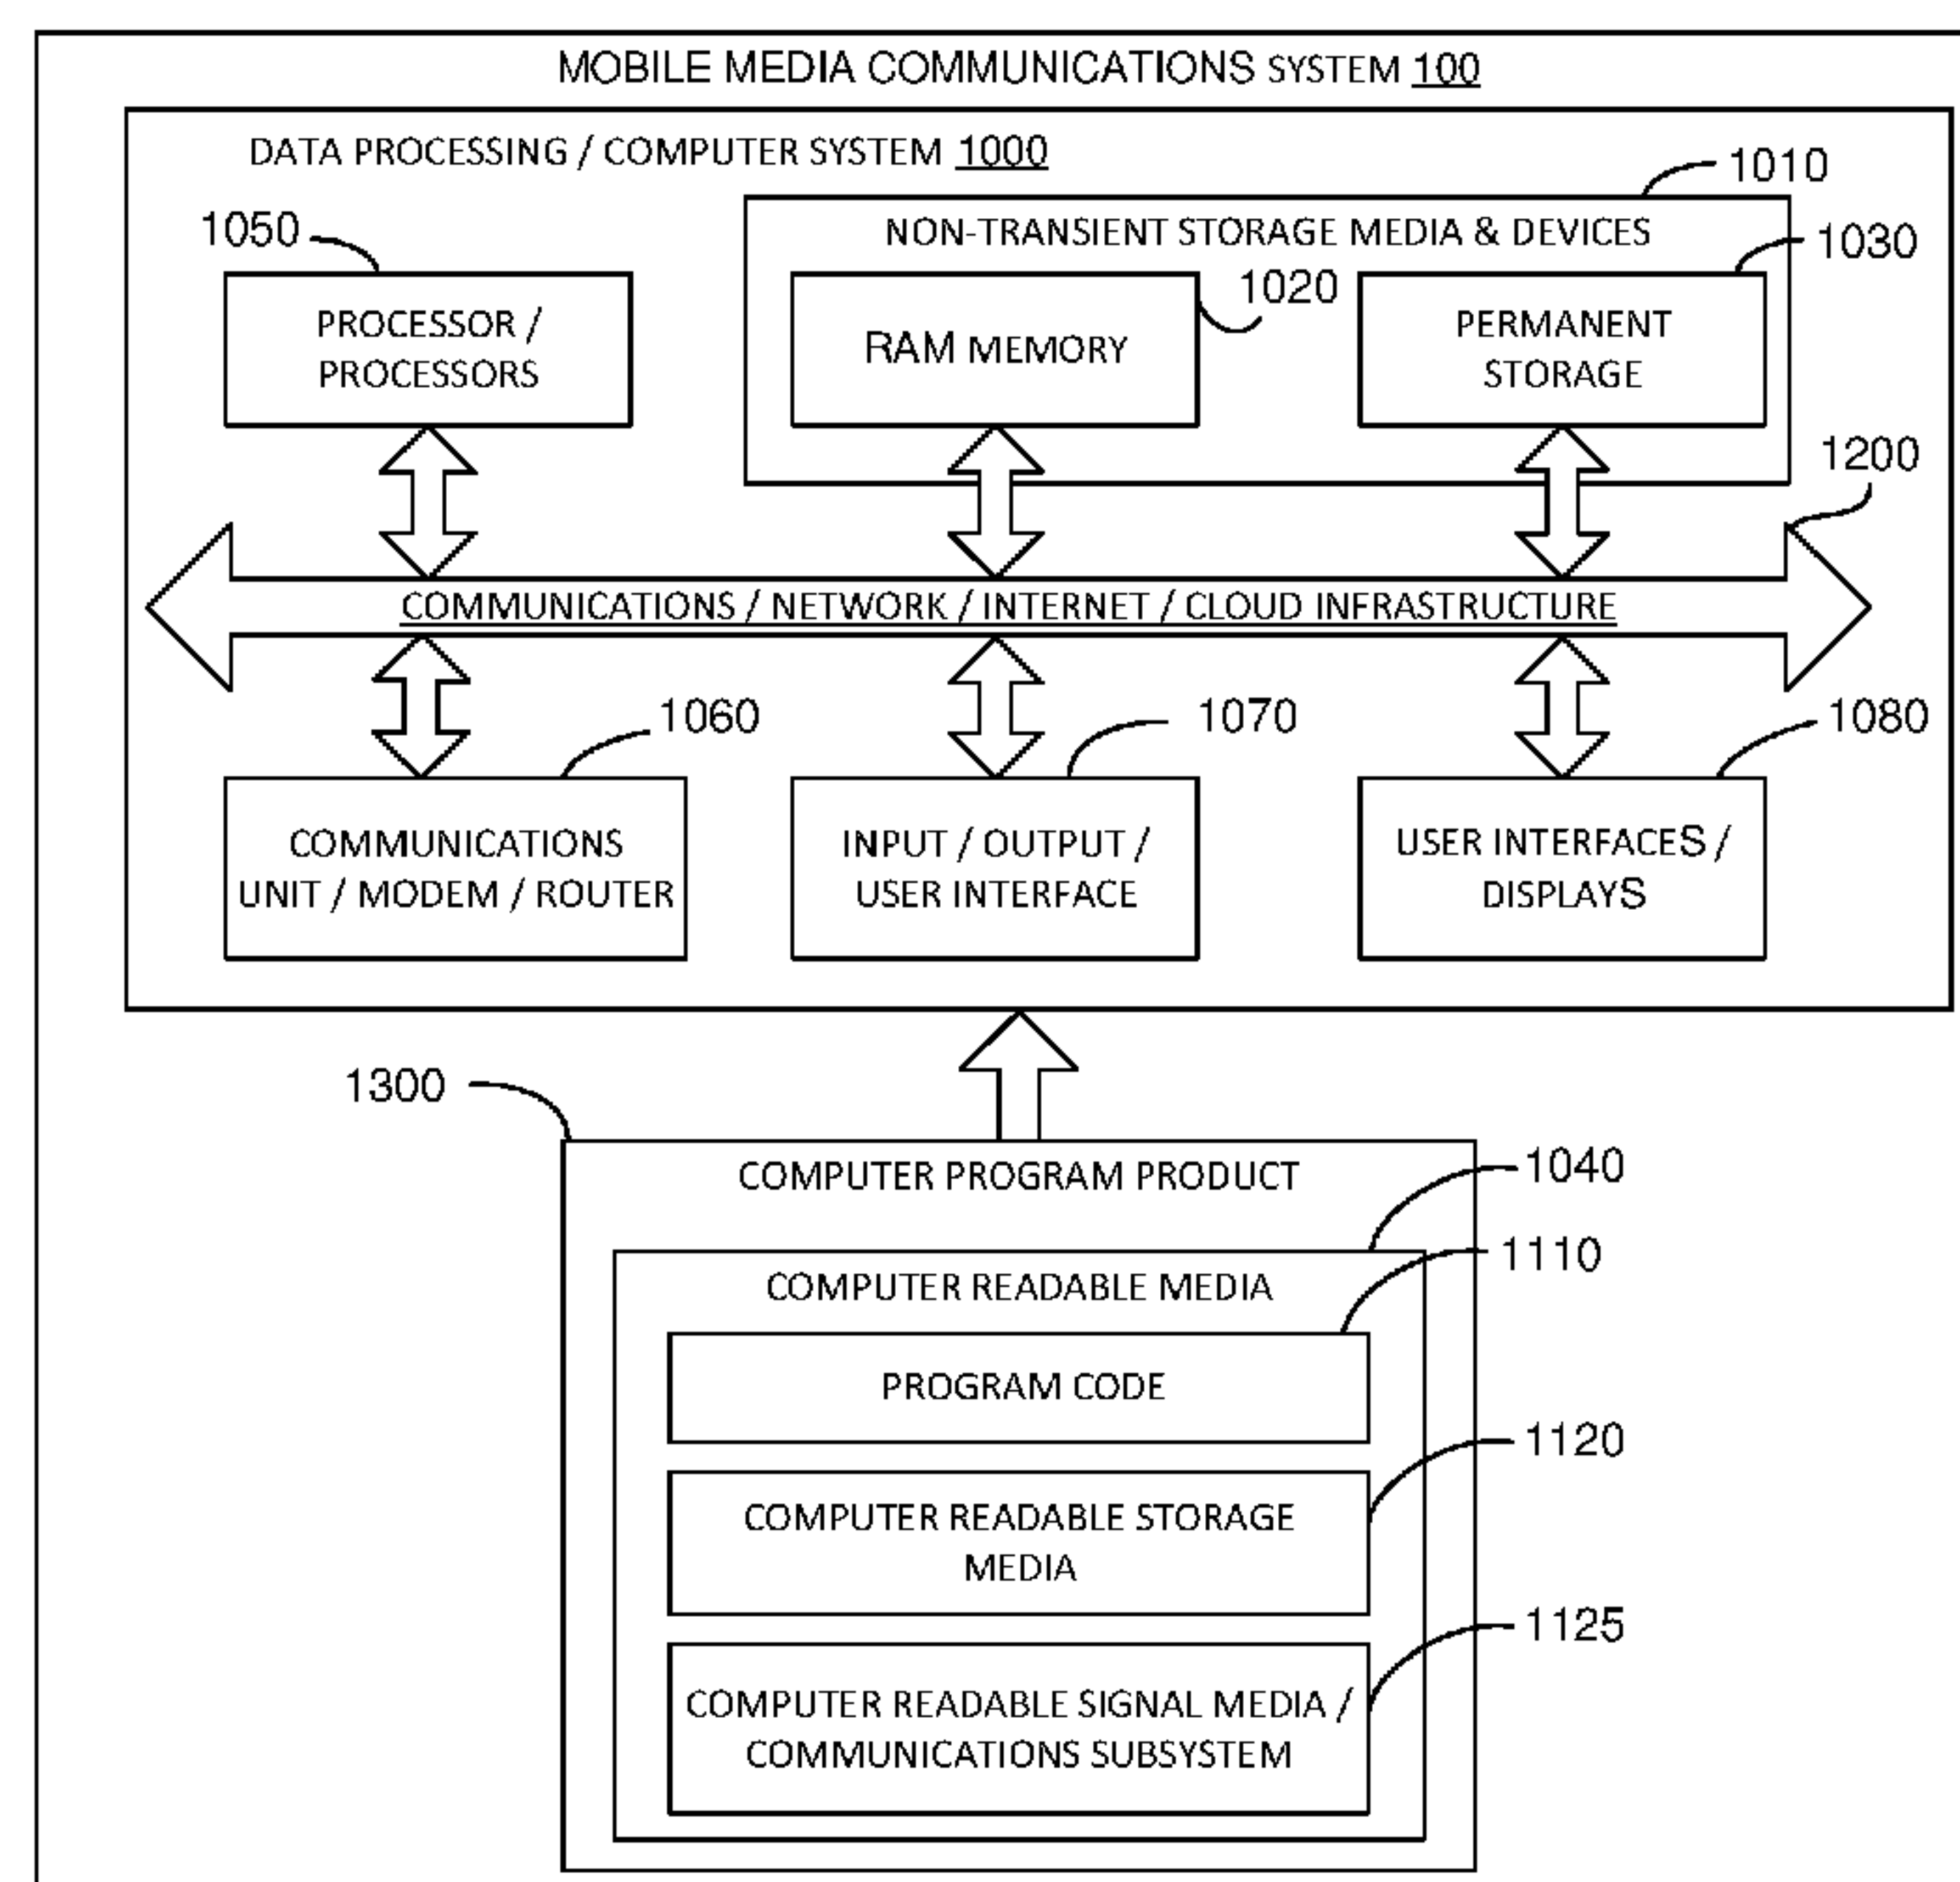 MOBILE MEDIA COMMUNICATIONS SYSTEM 100
DATA PROCESSING / COMPUTER SYSTEM 1000
1010
1050
NON-TRANSIENT STORAGE MEDIA & DEVICES
1030
1020
PROCESSOR /
PROCESSORS
RAM MEMORY
PERMANENT
STORAGE
1200
COMMUNICATIONS / NETWORK / INTERNET / CLOUD INFRASTRUCTURE
1060
1070
1080
COMMUNICATIONS
UNIT / MODEM / ROUTER
INPUT / OUTPUT /
USER INTERFACE
USER INTERFACES /
DISPLAYS
1300
COMPUTER PROGRAM PRODUCT
1040
1110
COMPUTER READABLE MEDIA
PROGRAM CODE
1120
COMPUTER READABLE STORAGE
MEDIA
1125
COMPUTER READABLE SIGNAL MEDIA /
COMMUNICATIONS SUBSYSTEM